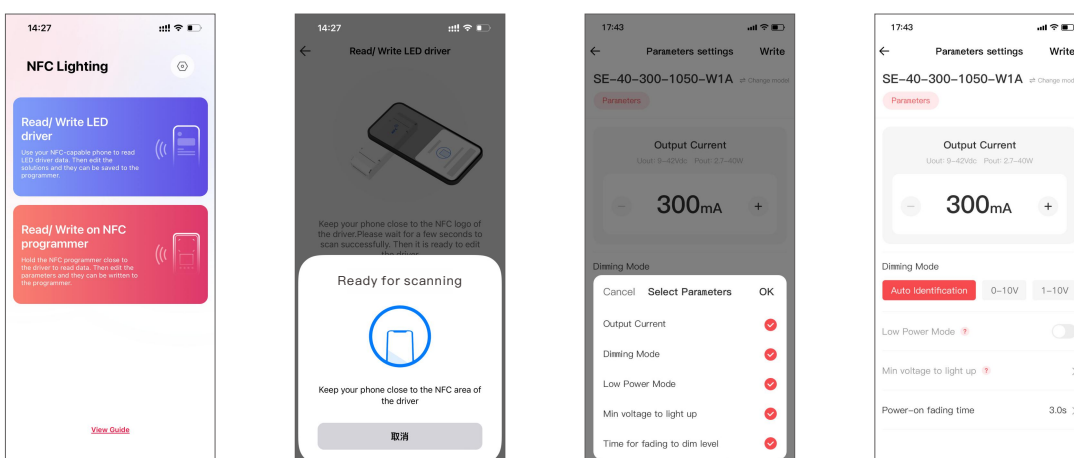 14:27
NFC Lighting
Read/ Write LED
driver
Use your NFC-capable phone to read
LED driver data. Then edit the
solutions and they can be saved to the
programmer.
Read/ Write on NFC
programmer
Hold the NFC programmer close to
the driver to read data. Then edit the
parameters and they can be written to
the programmer.
View Guide
14:27
Read/ Write LED driver
Keep your phone close to the NFC logo of
the driver.Please wait for a few seconds to
scan successfully. Then it is ready to edit
the driver
Ready for scanning
Keep your phone close to the NFC area of
the driver
取消
17:43
Parameters settings Write
SE-40-300-1050-W1A Change mode
Parameters
Output Current
Uout: 9-42Vdc Pout: 2.7-40W
300mA
Dimming Mode
Cancel Select Parameters OK
Output Current
Dimming Mode
Low Power Mode
Min voltage to light up
Time for fading to dim level
17:43
Parameters settings Write
SE-40-300-1050-W1A Change mod
Parameters
Output Current
Uout: 9-42Vdc Pout: 2.7-40W
300mA
Dimming Mode
Auto Identification 0-10V 1-10V
Low Power Mode ?
Min voltage to light up ?
Power-on fading time 3.0s